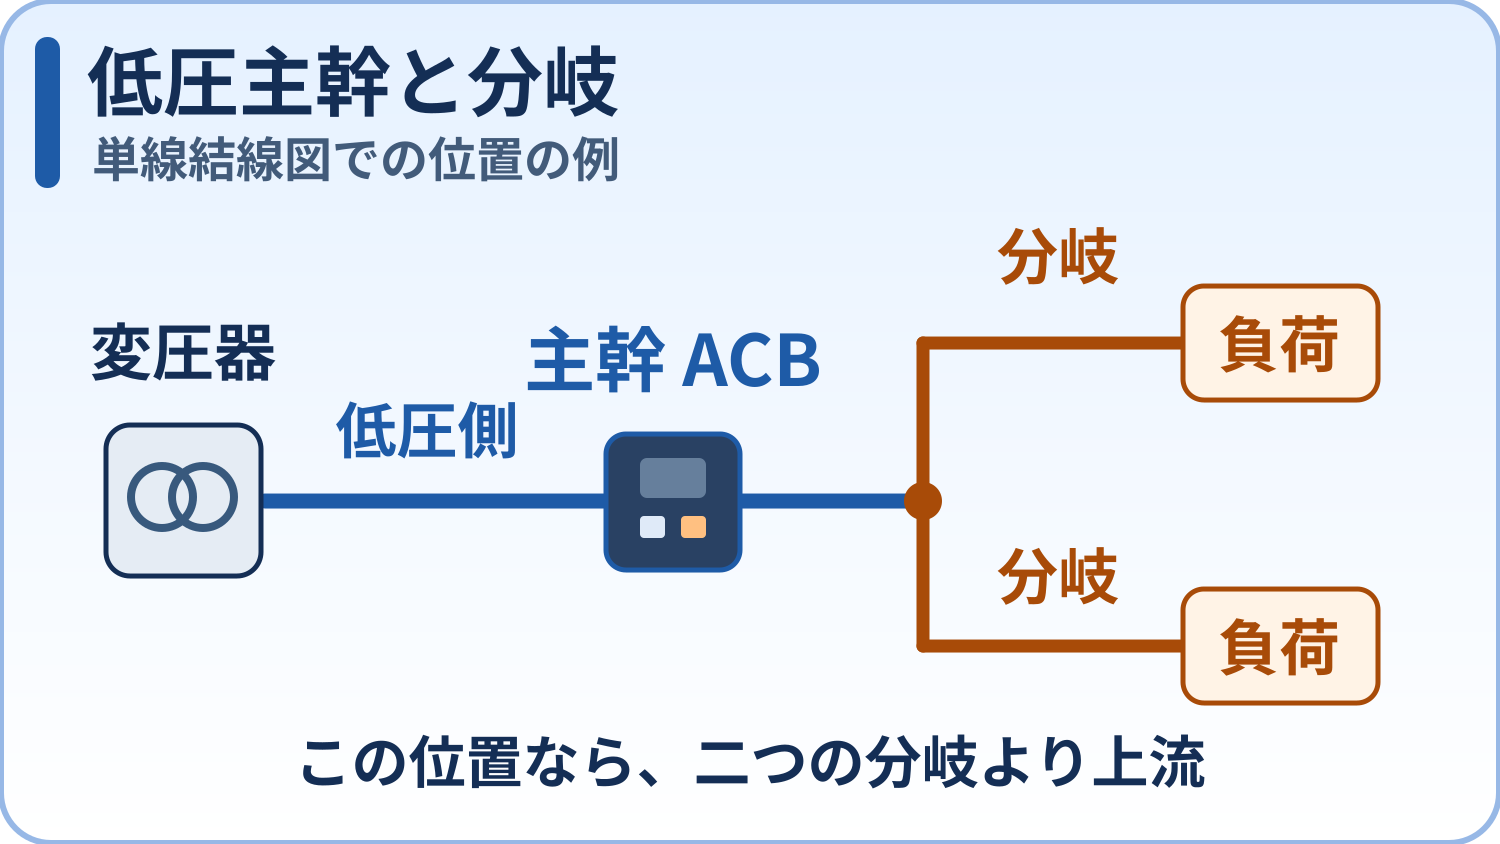 低圧主幹と分岐
単線結線図での位置の例
分岐
変圧器
主幹 ACB
負荷
低圧側
分岐
負荷
この位置なら、二つの分岐より上流